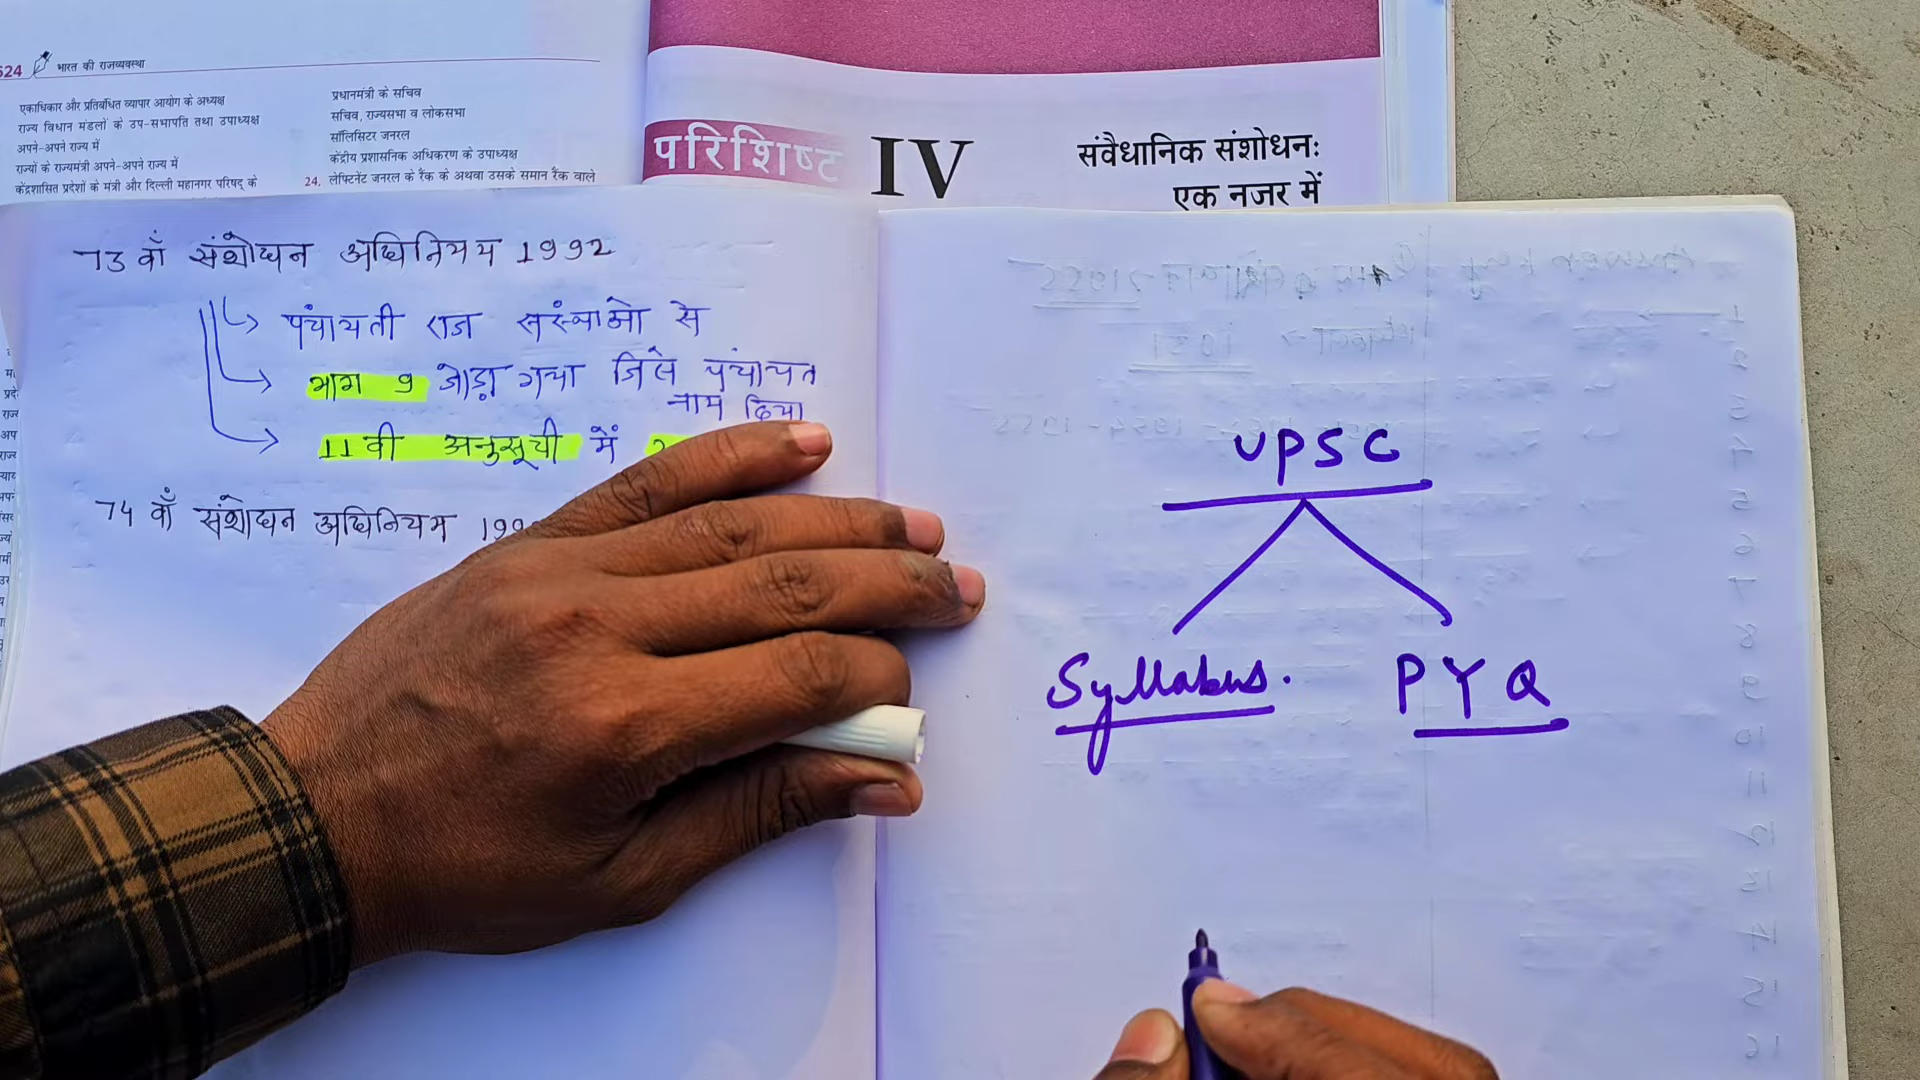 624 भारत की राजव्यवस्था
एकाधिकार और प्रतिबंधित व्यापार आयोग के अध्यक्ष
राज्य विधान मंडलों के उप-सभापति तथा उपाध्यक्ष
अपने-अपने राज्य में
राज्यों के राज्यमंत्री अपने-अपने राज्य में
केंद्रशासित प्रदेशों के मंत्री और दिल्ली महानगर परिषद् के
प्रधानमंत्री के सचिव
सचिव, राज्यसभा व लोकसभा
सॉलिसिटर जनरल
केंद्रीय प्रशासनिक अधिकरण के उपाध्यक्ष
24. लेफ्टिनेंट जनरल के रैंक के अथवा उसके समान रैंक वाले
परिशिष्ट IV
संवैधानिक संशोधनः
एक नजर में
73 वाँ संशोधन अधिनियम 1992
पंचायती राज संस्थाओ से
भाग 9 जोड़ा गया जिसे पंचायत
नाम दिया
11 वी अनुसूची में
74 वाँ संशोधन अधिनियम 199
UPSC
Syllabus.
PYQ